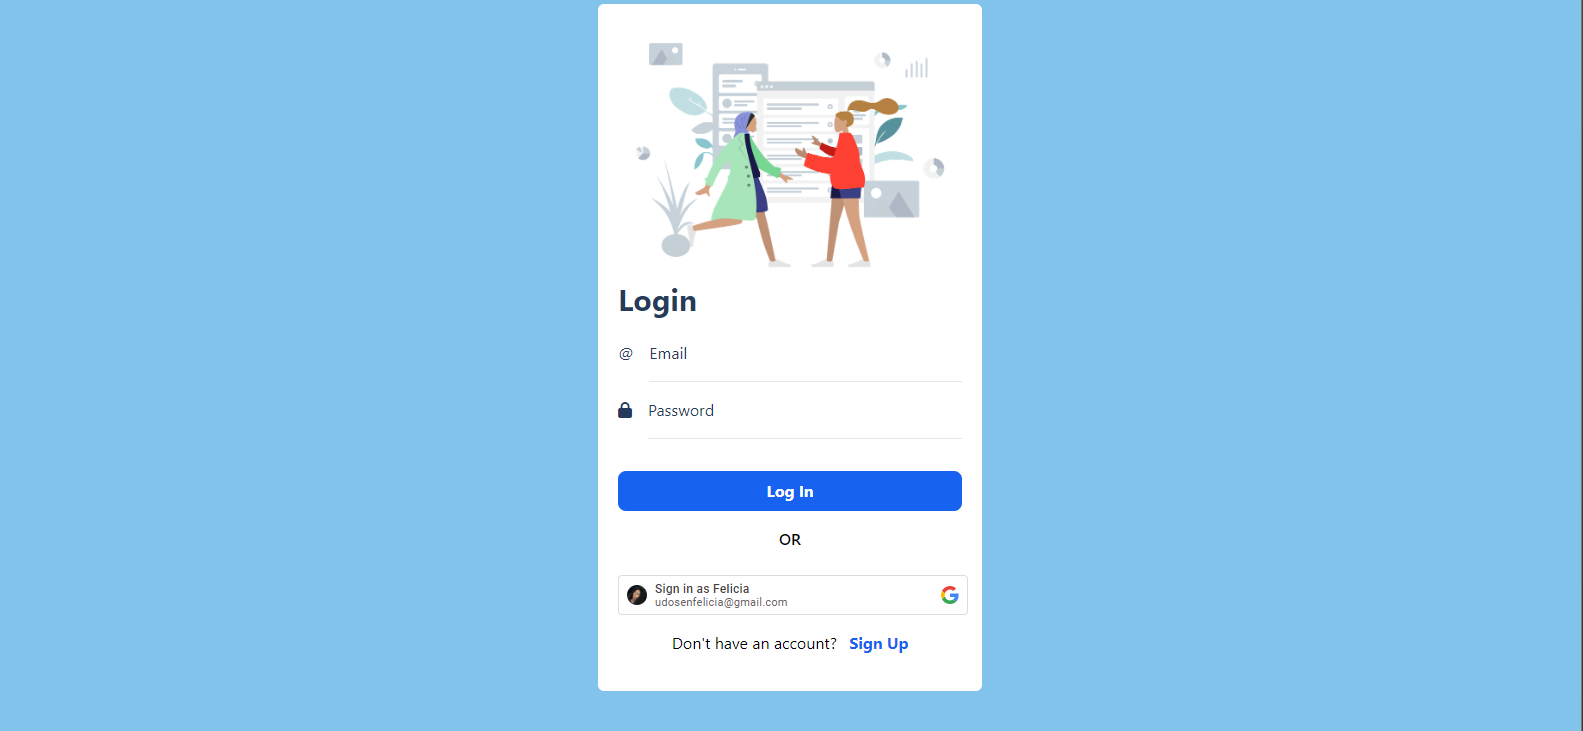 Login
@ Email
Password
Log In
OR
Sign in as Felicia
udosenfelicia@gmail.com
Don't have an account? Sign Up